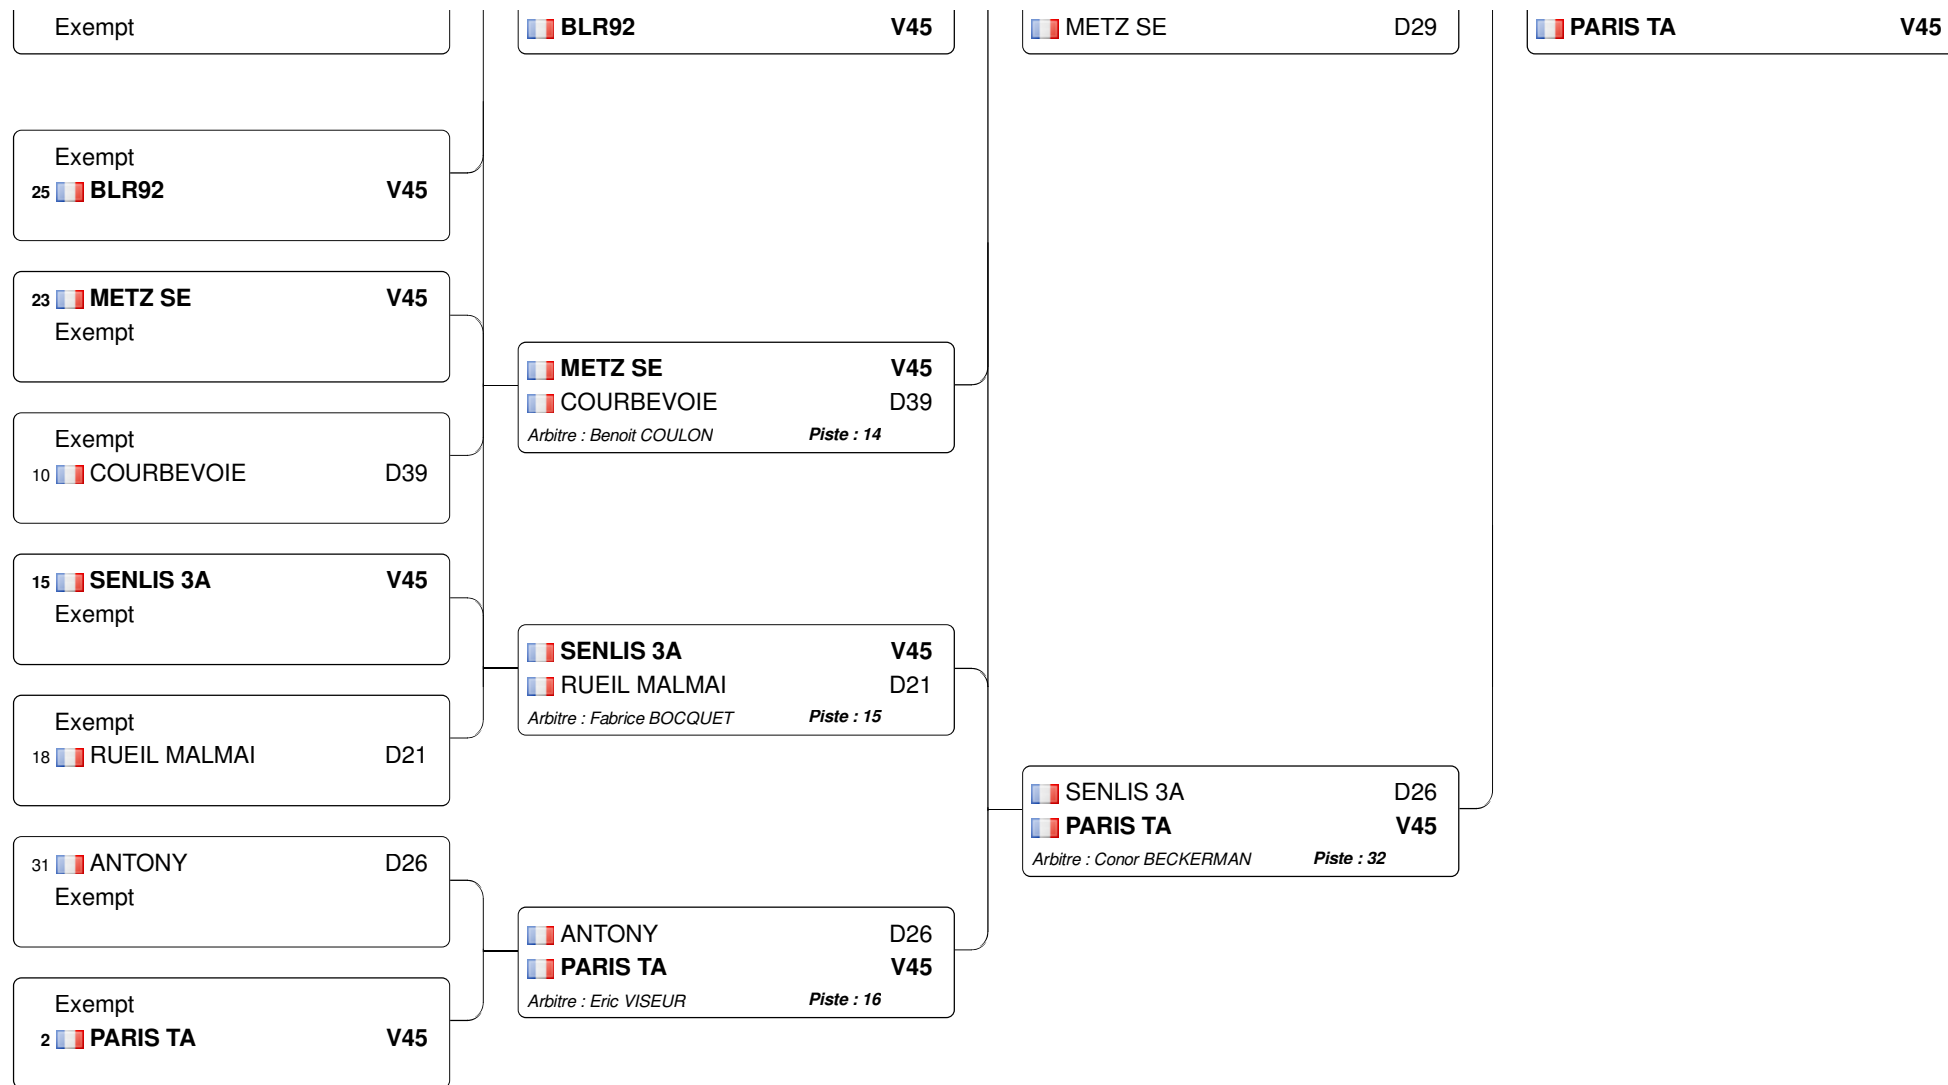 Exempt
25 BLR92 V45
Exempt
BLR92 V45
23 METZ SE V45
Exempt
Exempt
10 COURBEVOIE D39
15 SENLIS 3A V45
Exempt
Exempt
18 RUEIL MALMAI D21
31 ANTONY D26
Exempt
Exempt
2 PARIS TA V45
METZ SE V45
COURBEVOIE D39
Arbitre : Benoit COULON Piste : 14
SENLIS 3A V45
RUEIL MALMAI D21
Arbitre : Fabrice BOCQUET Piste : 15
ANTONY D26
PARIS TA V45
Arbitre : Eric VISEUR Piste : 16
METZ SE D29
SENLIS 3A D26
PARIS TA V45
Arbitre : Conor BECKERMAN Piste : 32
PARIS TA V45